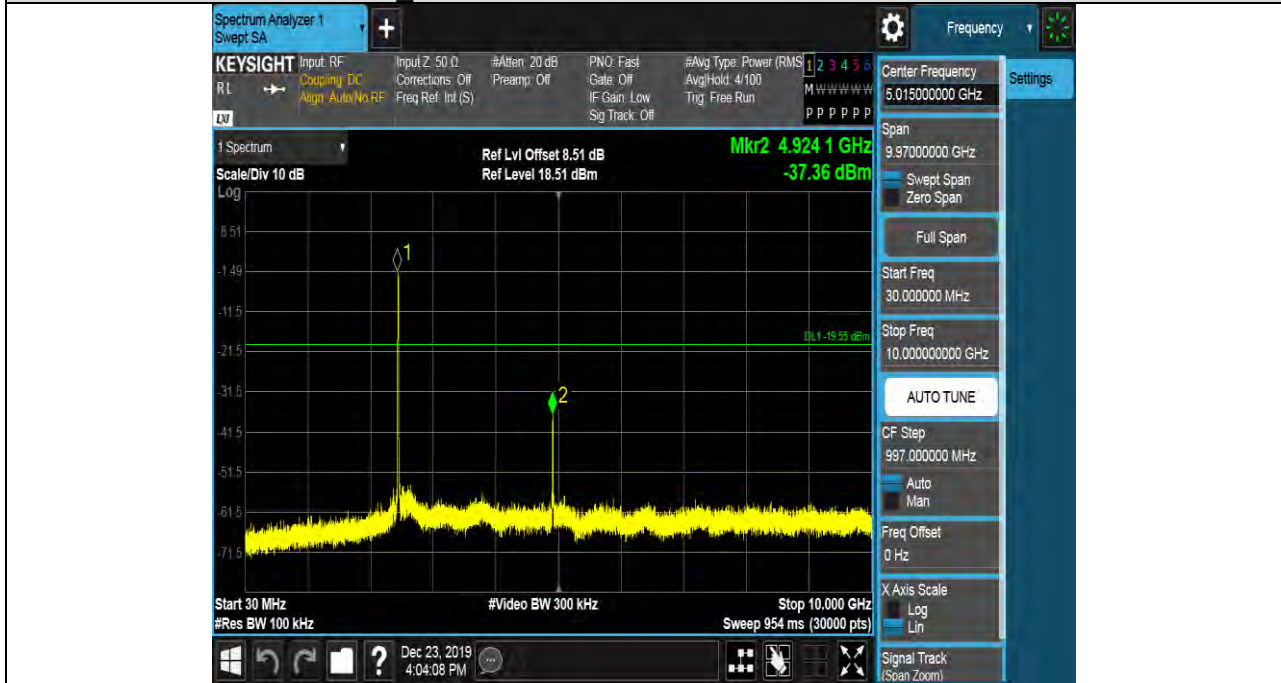 Spectrum Analyzer 1
Swept SA
+
Frequency
KEYSIGHT
RL
LXI
Input: RF
Coupling: DC
Align: Auto/No RF
Input Z: 50 Ω
Corrections: Off
Freq Ref: Int (S)
#Atten: 20 dB
Preamp: Off
PNO: Fast
Gate: Off
IF Gain: Low
Sig Track: Off
#Avg Type: Power (RMS
Avg|Hold: 4/100
Trig: Free Run
1 2 3 4 5 6
M W W W W W
P P P P P P
1 Spectrum
Scale/Div 10 dB
Log
Ref Lvl Offset 8.51 dB
Ref Level 18.51 dBm
Mkr2 4.924 1 GHz
-37.36 dBm
8.51
-1.49
-11.5
-21.5
-31.5
-41.5
-51.5
-61.5
-71.5
1
2
DL1 -19.55 dBm
Start 30 MHz
#Res BW 100 kHz
#Video BW 300 kHz
Stop 10.000 GHz
Sweep 954 ms (30000 pts)
?
Dec 23, 2019
4:04:08 PM
Center Frequency
5.015000000 GHz
Settings
Span
9.97000000 GHz
Swept Span
Zero Span
Full Span
Start Freq
30.000000 MHz
Stop Freq
10.000000000 GHz
AUTO TUNE
CF Step
997.000000 MHz
Auto
Man
Freq Offset
0 Hz
X Axis Scale
Log
Lin
Signal Track
(Span Zoom)